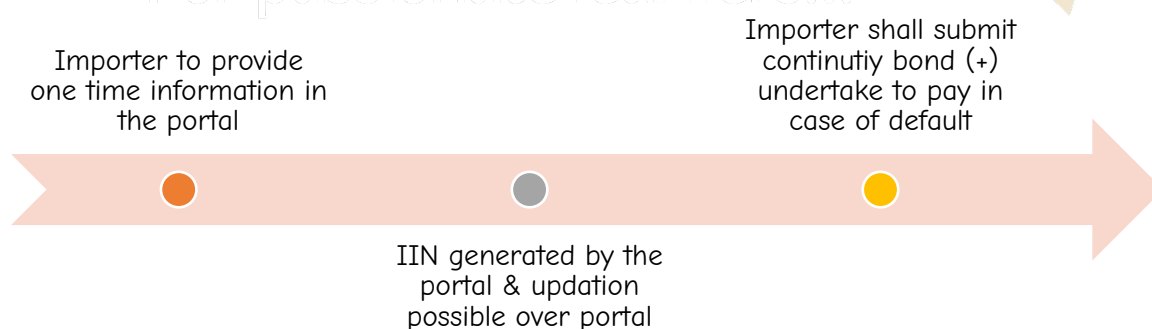 Importer to provide
one time information in
the portal
IIN generated by the
portal & updation
possible over portal
Importer shall submit
continutiy bond (+)
undertake to pay in
case of default